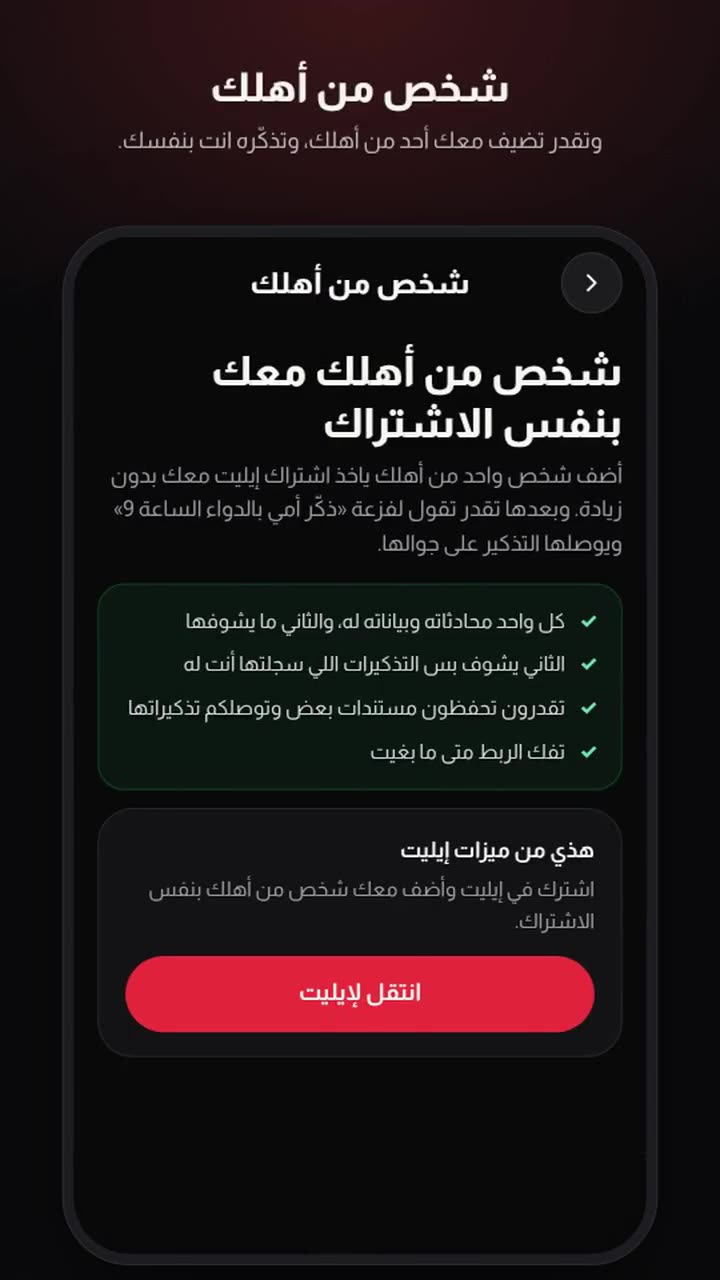 شخص من أهلك
وتقدر تضيف معك أحد من أهلك، وتذكّره انت بنفسك.
شخص من أهلك
شخص من أهلك معك
بنفس الاشتراك
أضف شخص واحد من أهلك ياخذ اشتراك إيليت معك بدون
زيادة. وبعدها تقدر تقول لفزعة «ذكّر أمي بالدواء الساعة 9»
ويوصلها التذكير على جوالها.
كل واحد محادثاته وبياناته له، والثاني ما يشوفها
الثاني يشوف بس التذكيرات اللي سجلتها أنت له
تقدرون تحفظون مستندات بعض وتوصلكم تذكيراتها
تفك الربط متى ما بغيت
هذي من ميزات إيليت
اشترك في إيليت وأضف معك شخص من أهلك بنفس
الاشتراك.
انتقل لإيليت